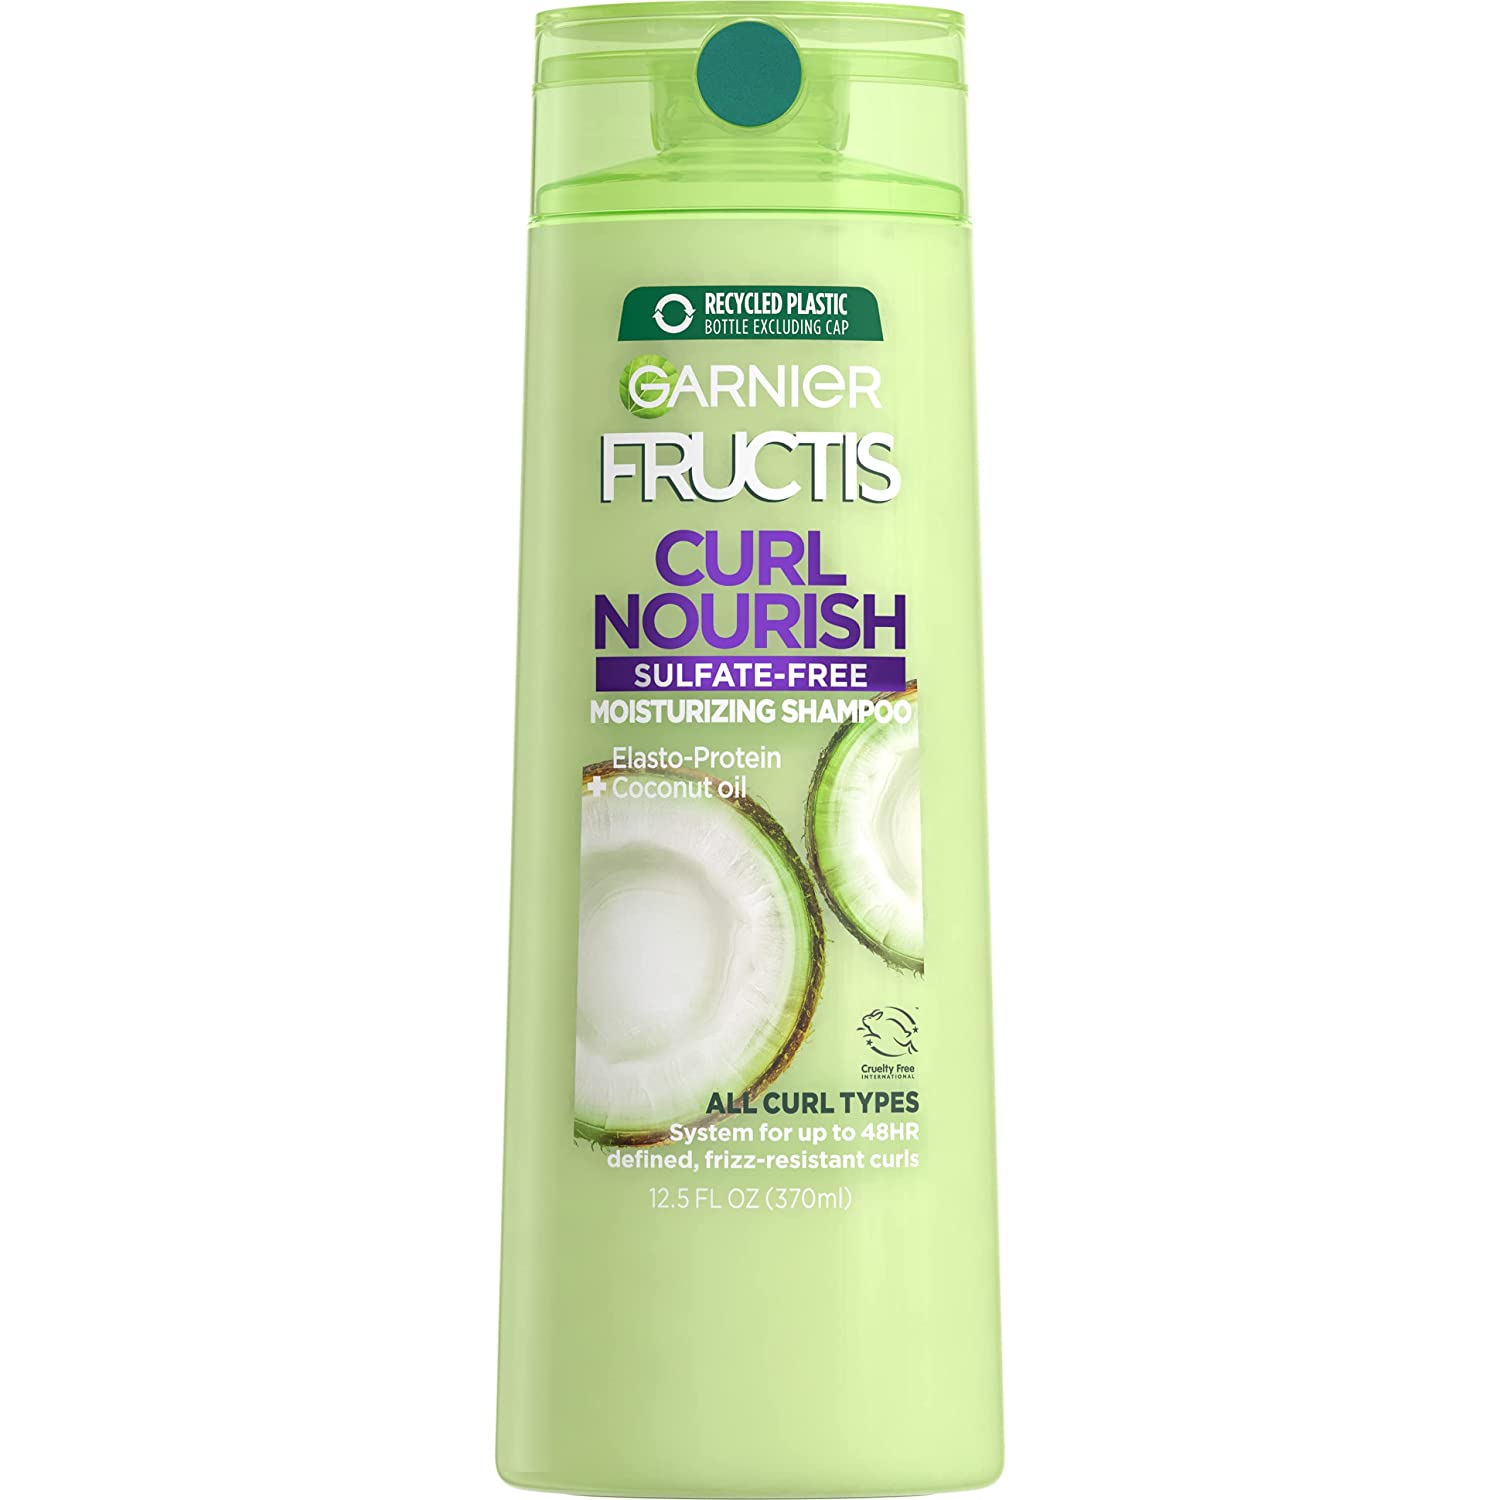 RECYCLED PLASTIC
BOTTLE EXCLUDING CAP
GARNIER
FRUCTIS
CURL
NOURISH
SULFATE-FREE
MOISTURIZING SHAMPOO
Elasto-Protein
+ Coconut oil
Cruelty Free
INTERNATIONAL
ALL CURL TYPES
System for up to 48HR
defined, frizz-resistant curls
12.5 FL OZ (370ml)